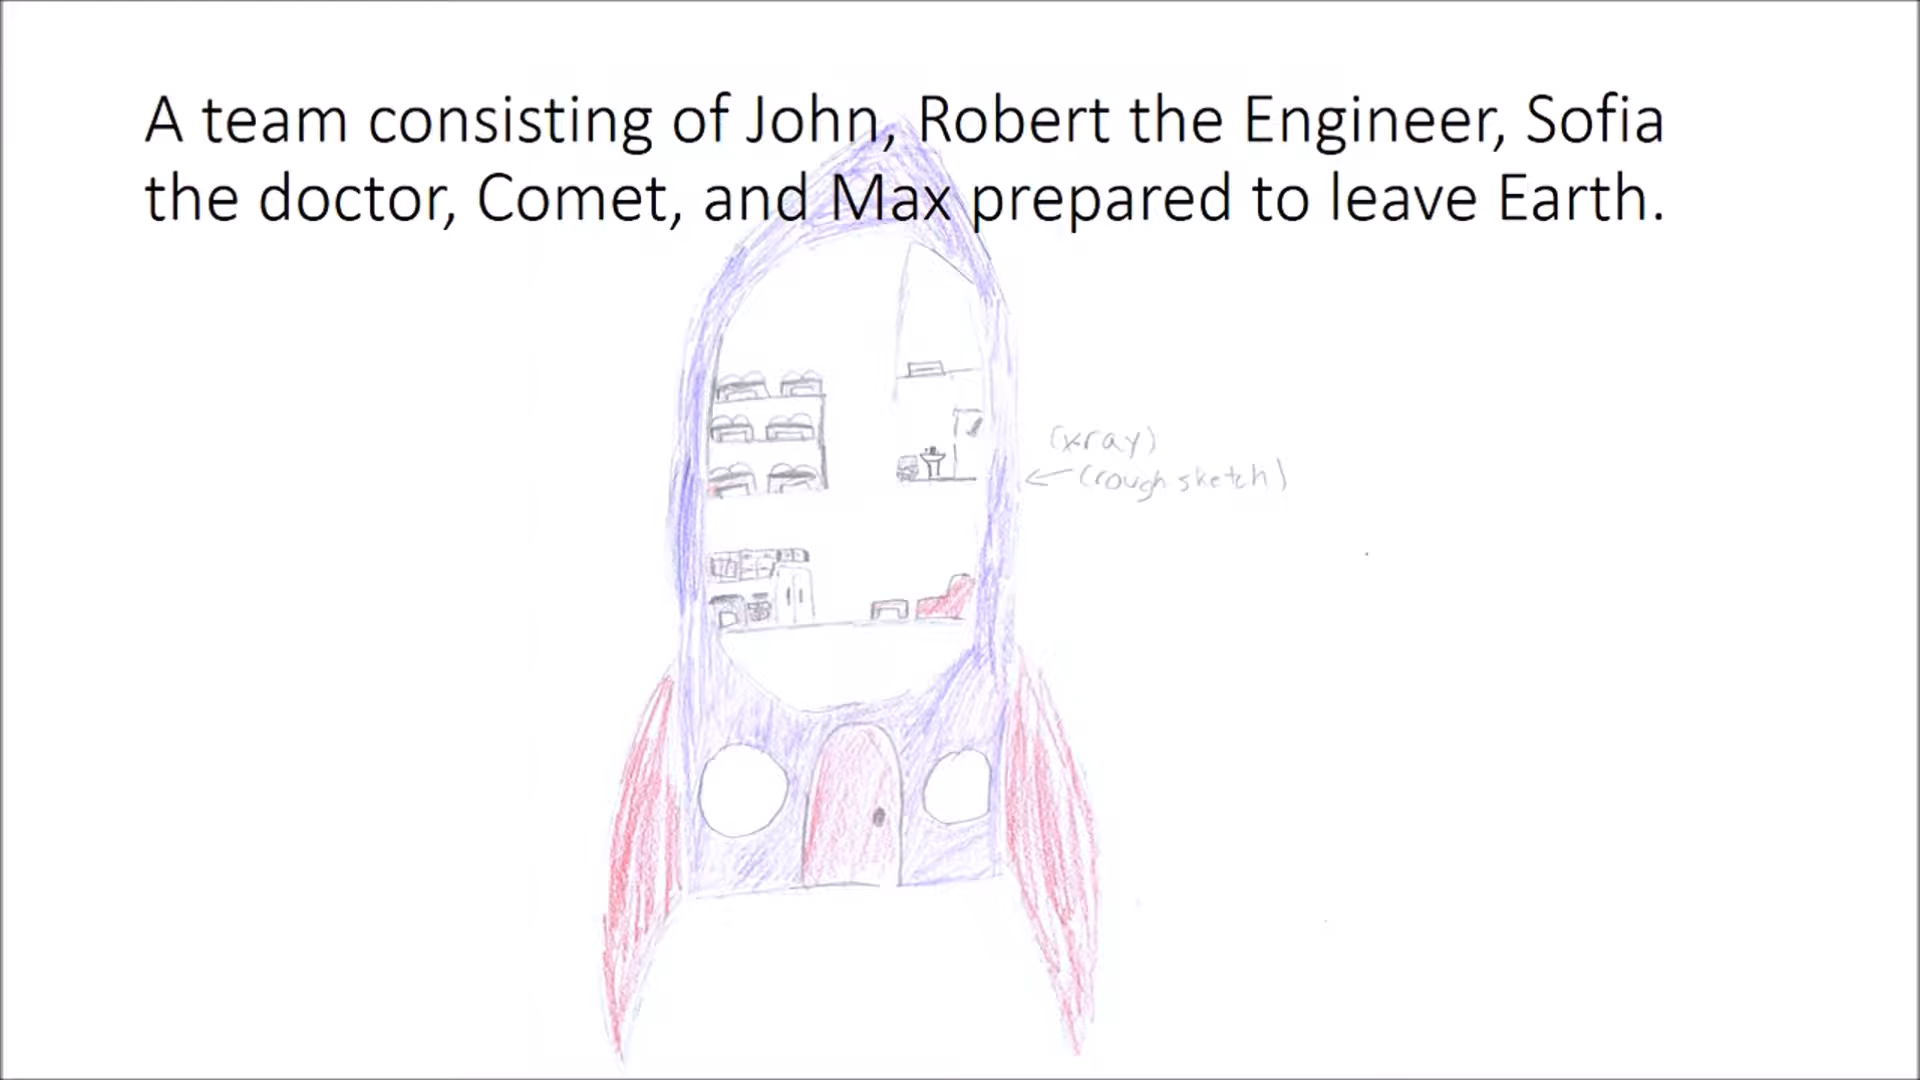 A team consisting of John, Robert the Engineer, Sofia
the doctor, Comet, and Max prepared to leave Earth.
(xray)
(rough sketch)